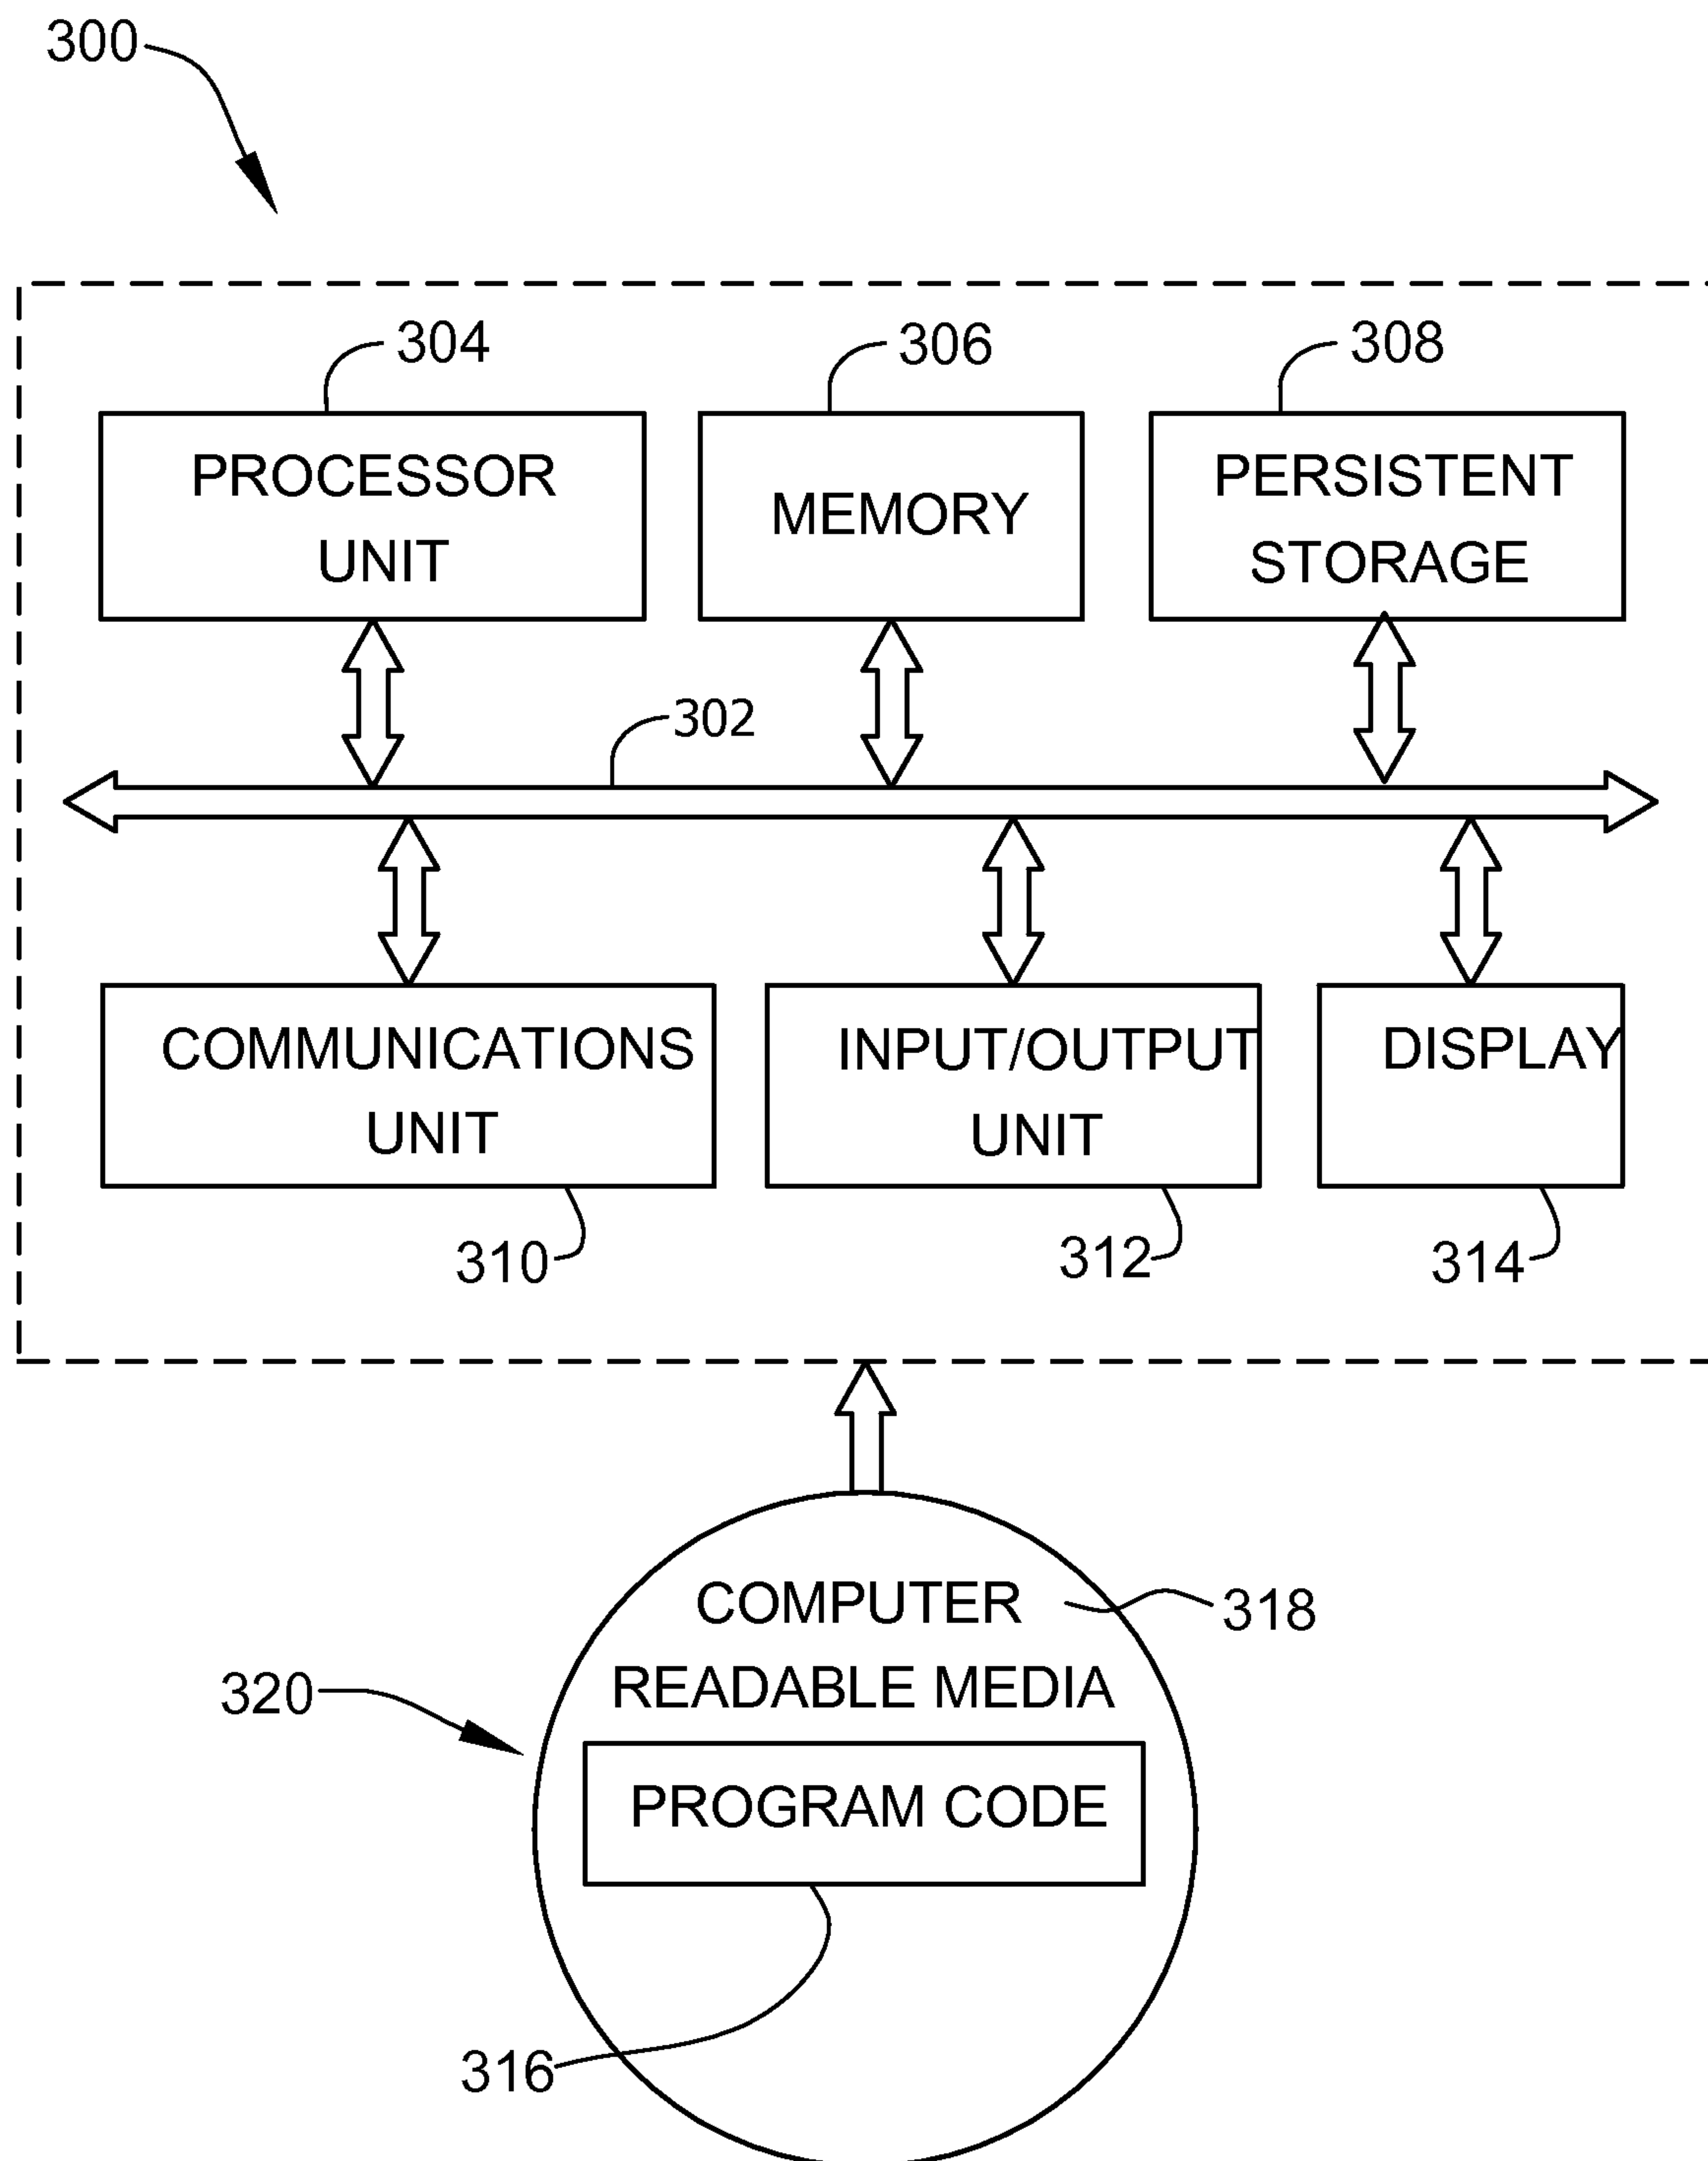 300
304
306
308
PROCESSOR
UNIT
MEMORY
PERSISTENT
STORAGE
302
COMMUNICATIONS
UNIT
INPUT/OUTPUT
UNIT
DISPLAY
310
312
314
COMPUTER
READABLE MEDIA
318
320
PROGRAM CODE
316